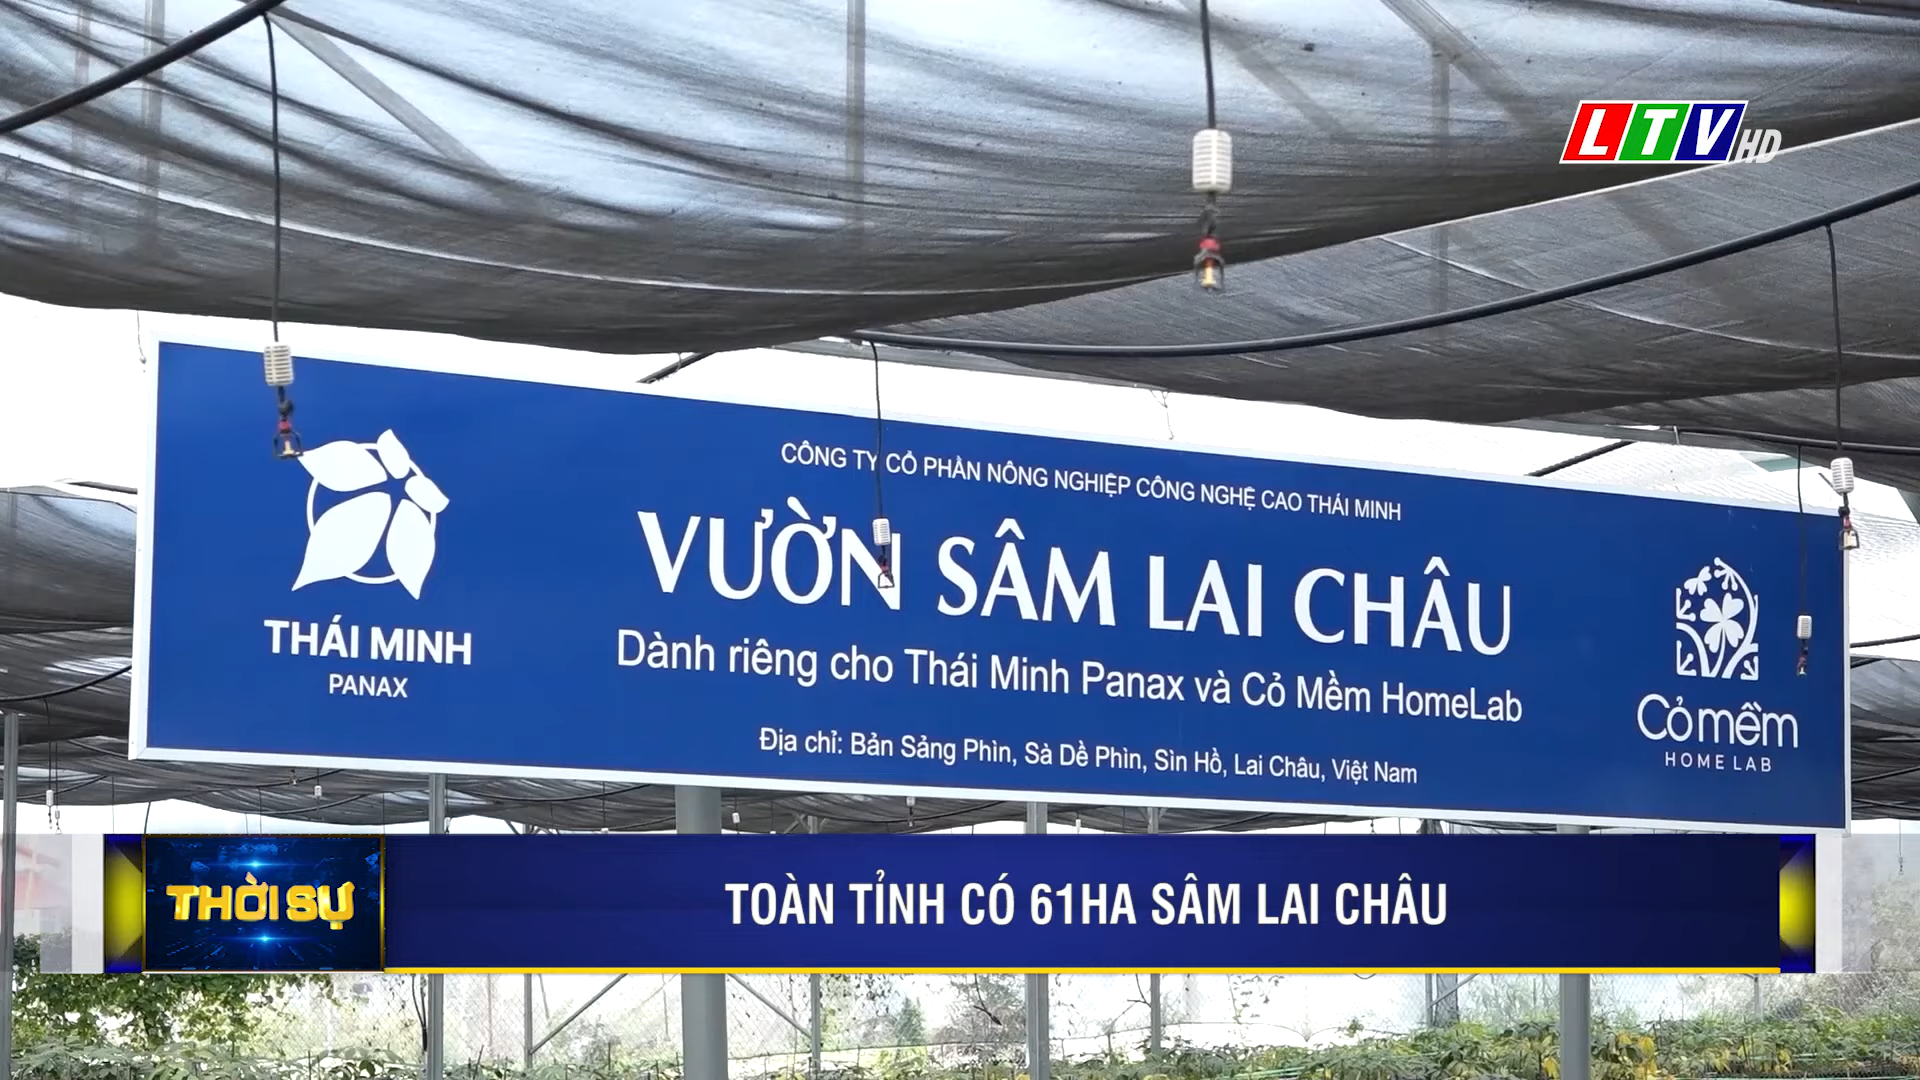 LTV HD
CÔNG TY CỔ PHẦN NÔNG NGHIỆP CÔNG NGHỆ CAO THÁI MINH
VƯỜN SÂM LAI CHÂU
Dành riêng cho Thái Minh Panax và Cỏ Mềm HomeLab
Địa chỉ: Bản Sảng Phìn, Sà Dề Phìn, Sìn Hồ, Lai Châu, Việt Nam
THÁI MINH
PANAX
Cỏ mềm
HOME LAB
THỜI SỰ
TOÀN TỈNH CÓ 61HA SÂM LAI CHÂU